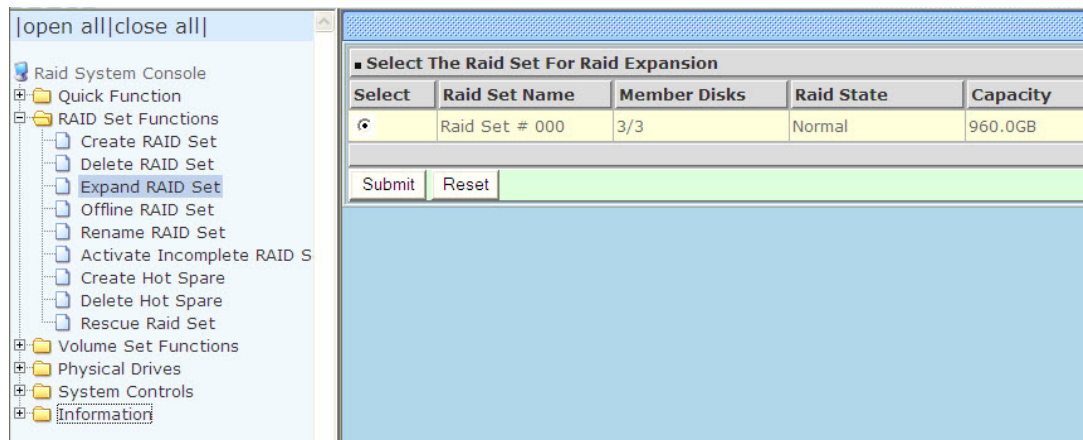 |open all|close all|
Raid System Console
Quick Function
RAID Set Functions
Create RAID Set
Delete RAID Set
Expand RAID Set
Offline RAID Set
Rename RAID Set
Activate Incomplete RAID S
Create Hot Spare
Delete Hot Spare
Rescue Raid Set
Volume Set Functions
Physical Drives
System Controls
Information
Select The Raid Set For Raid Expansion
Select Raid Set Name Member Disks Raid State Capacity
Raid Set # 000 3/3 Normal 960.0GB
Submit Reset